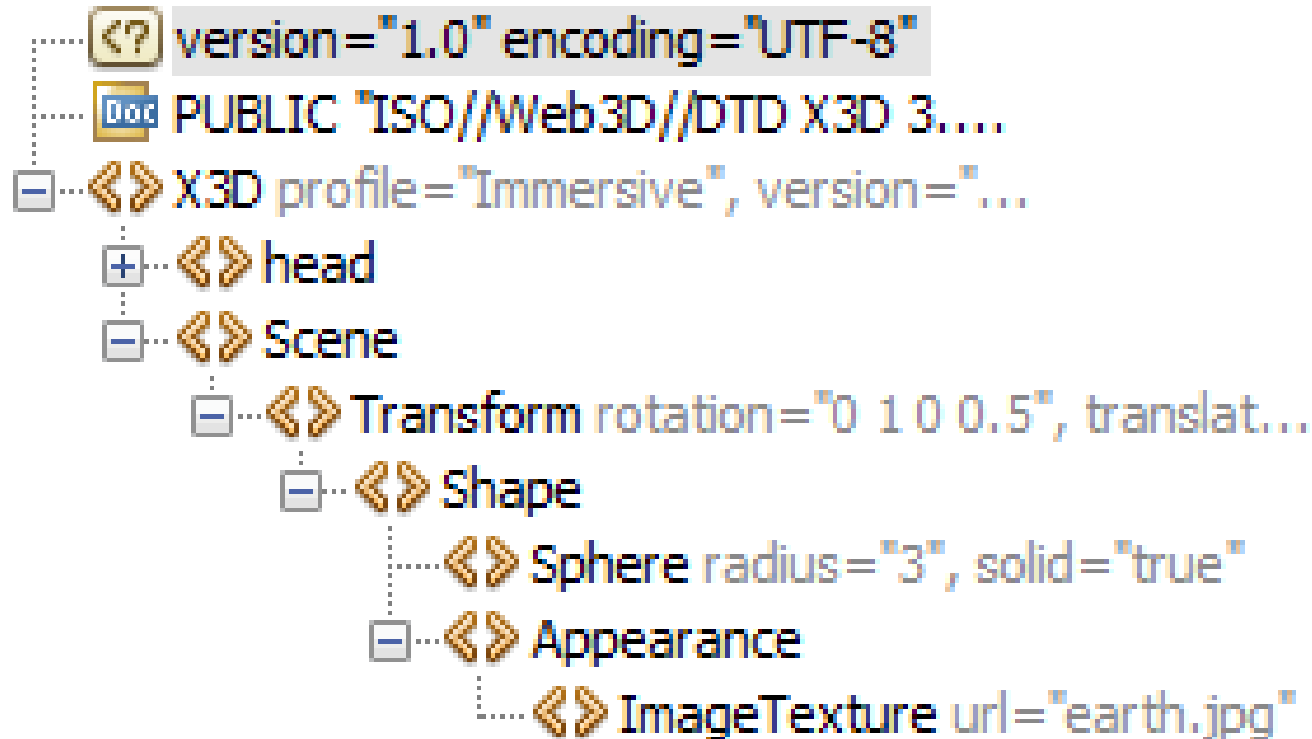 <? version="1.0" encoding="UTF-8"
Doc PUBLIC "ISO//Web3D//DTD X3D 3....
X3D profile="Immersive", version="...
head
Scene
Transform rotation="0 1 0 0.5", translat...
Shape
Sphere radius="3", solid="true"
Appearance
ImageTexture url="earth.jpg"